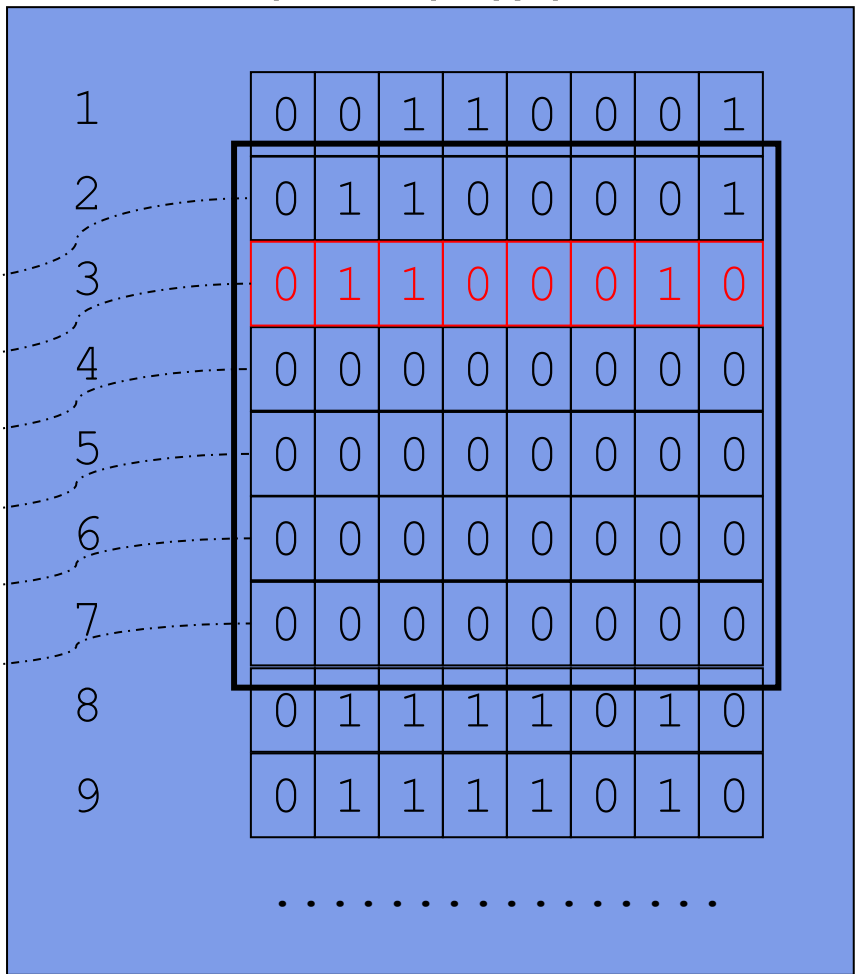 1 0 0 1 1 0 0 0 1
2 0 1 1 0 0 0 0 1
3 0 1 1 0 0 0 1 0
4 0 0 0 0 0 0 0 0
5 0 0 0 0 0 0 0 0
6 0 0 0 0 0 0 0 0
7 0 0 0 0 0 0 0 0
8 0 1 1 1 1 0 1 0
9 0 1 1 1 1 0 1 0
. . . . . . . . . . . . . . . .